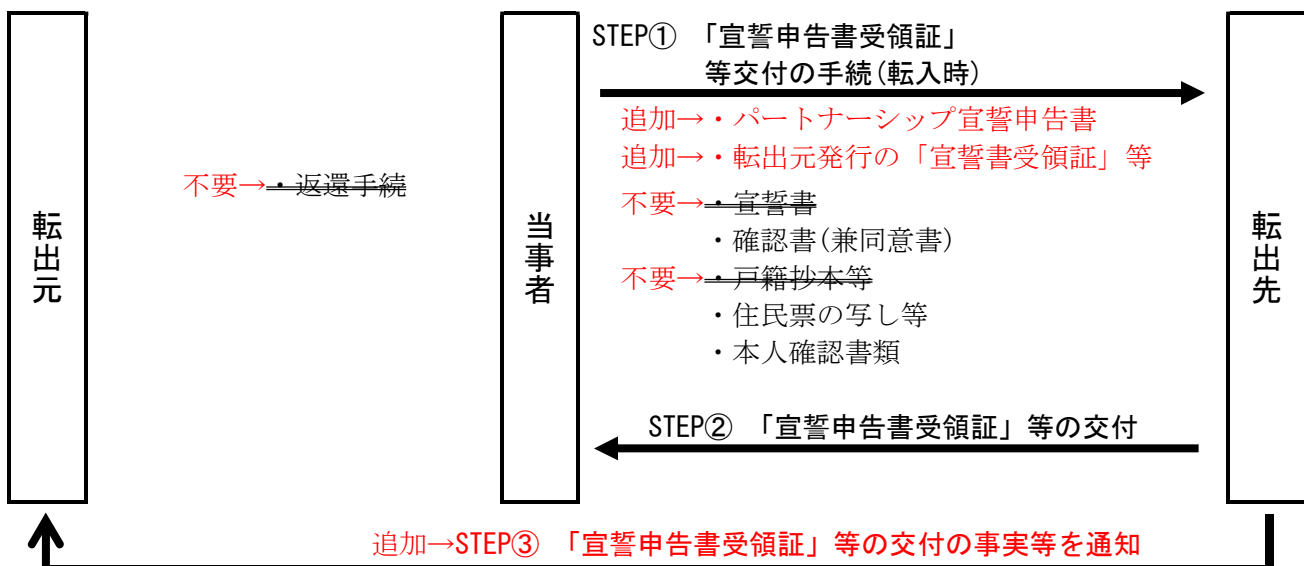 STEP① 「宣誓申告書受領証」
等交付の手続(転入時)
追加→・パートナーシップ宣誓申告書
追加→・転出元発行の「宣誓書受領証」等
不要→・返還手続
不要→・宣誓書
・確認書(兼同意書)
不要→・戸籍抄本等
・住民票の写し等
・本人確認書類
転出元
当事者
転出先
STEP② 「宣誓申告書受領証」等の交付
追加→STEP③ 「宣誓申告書受領証」等の交付の事実等を通知